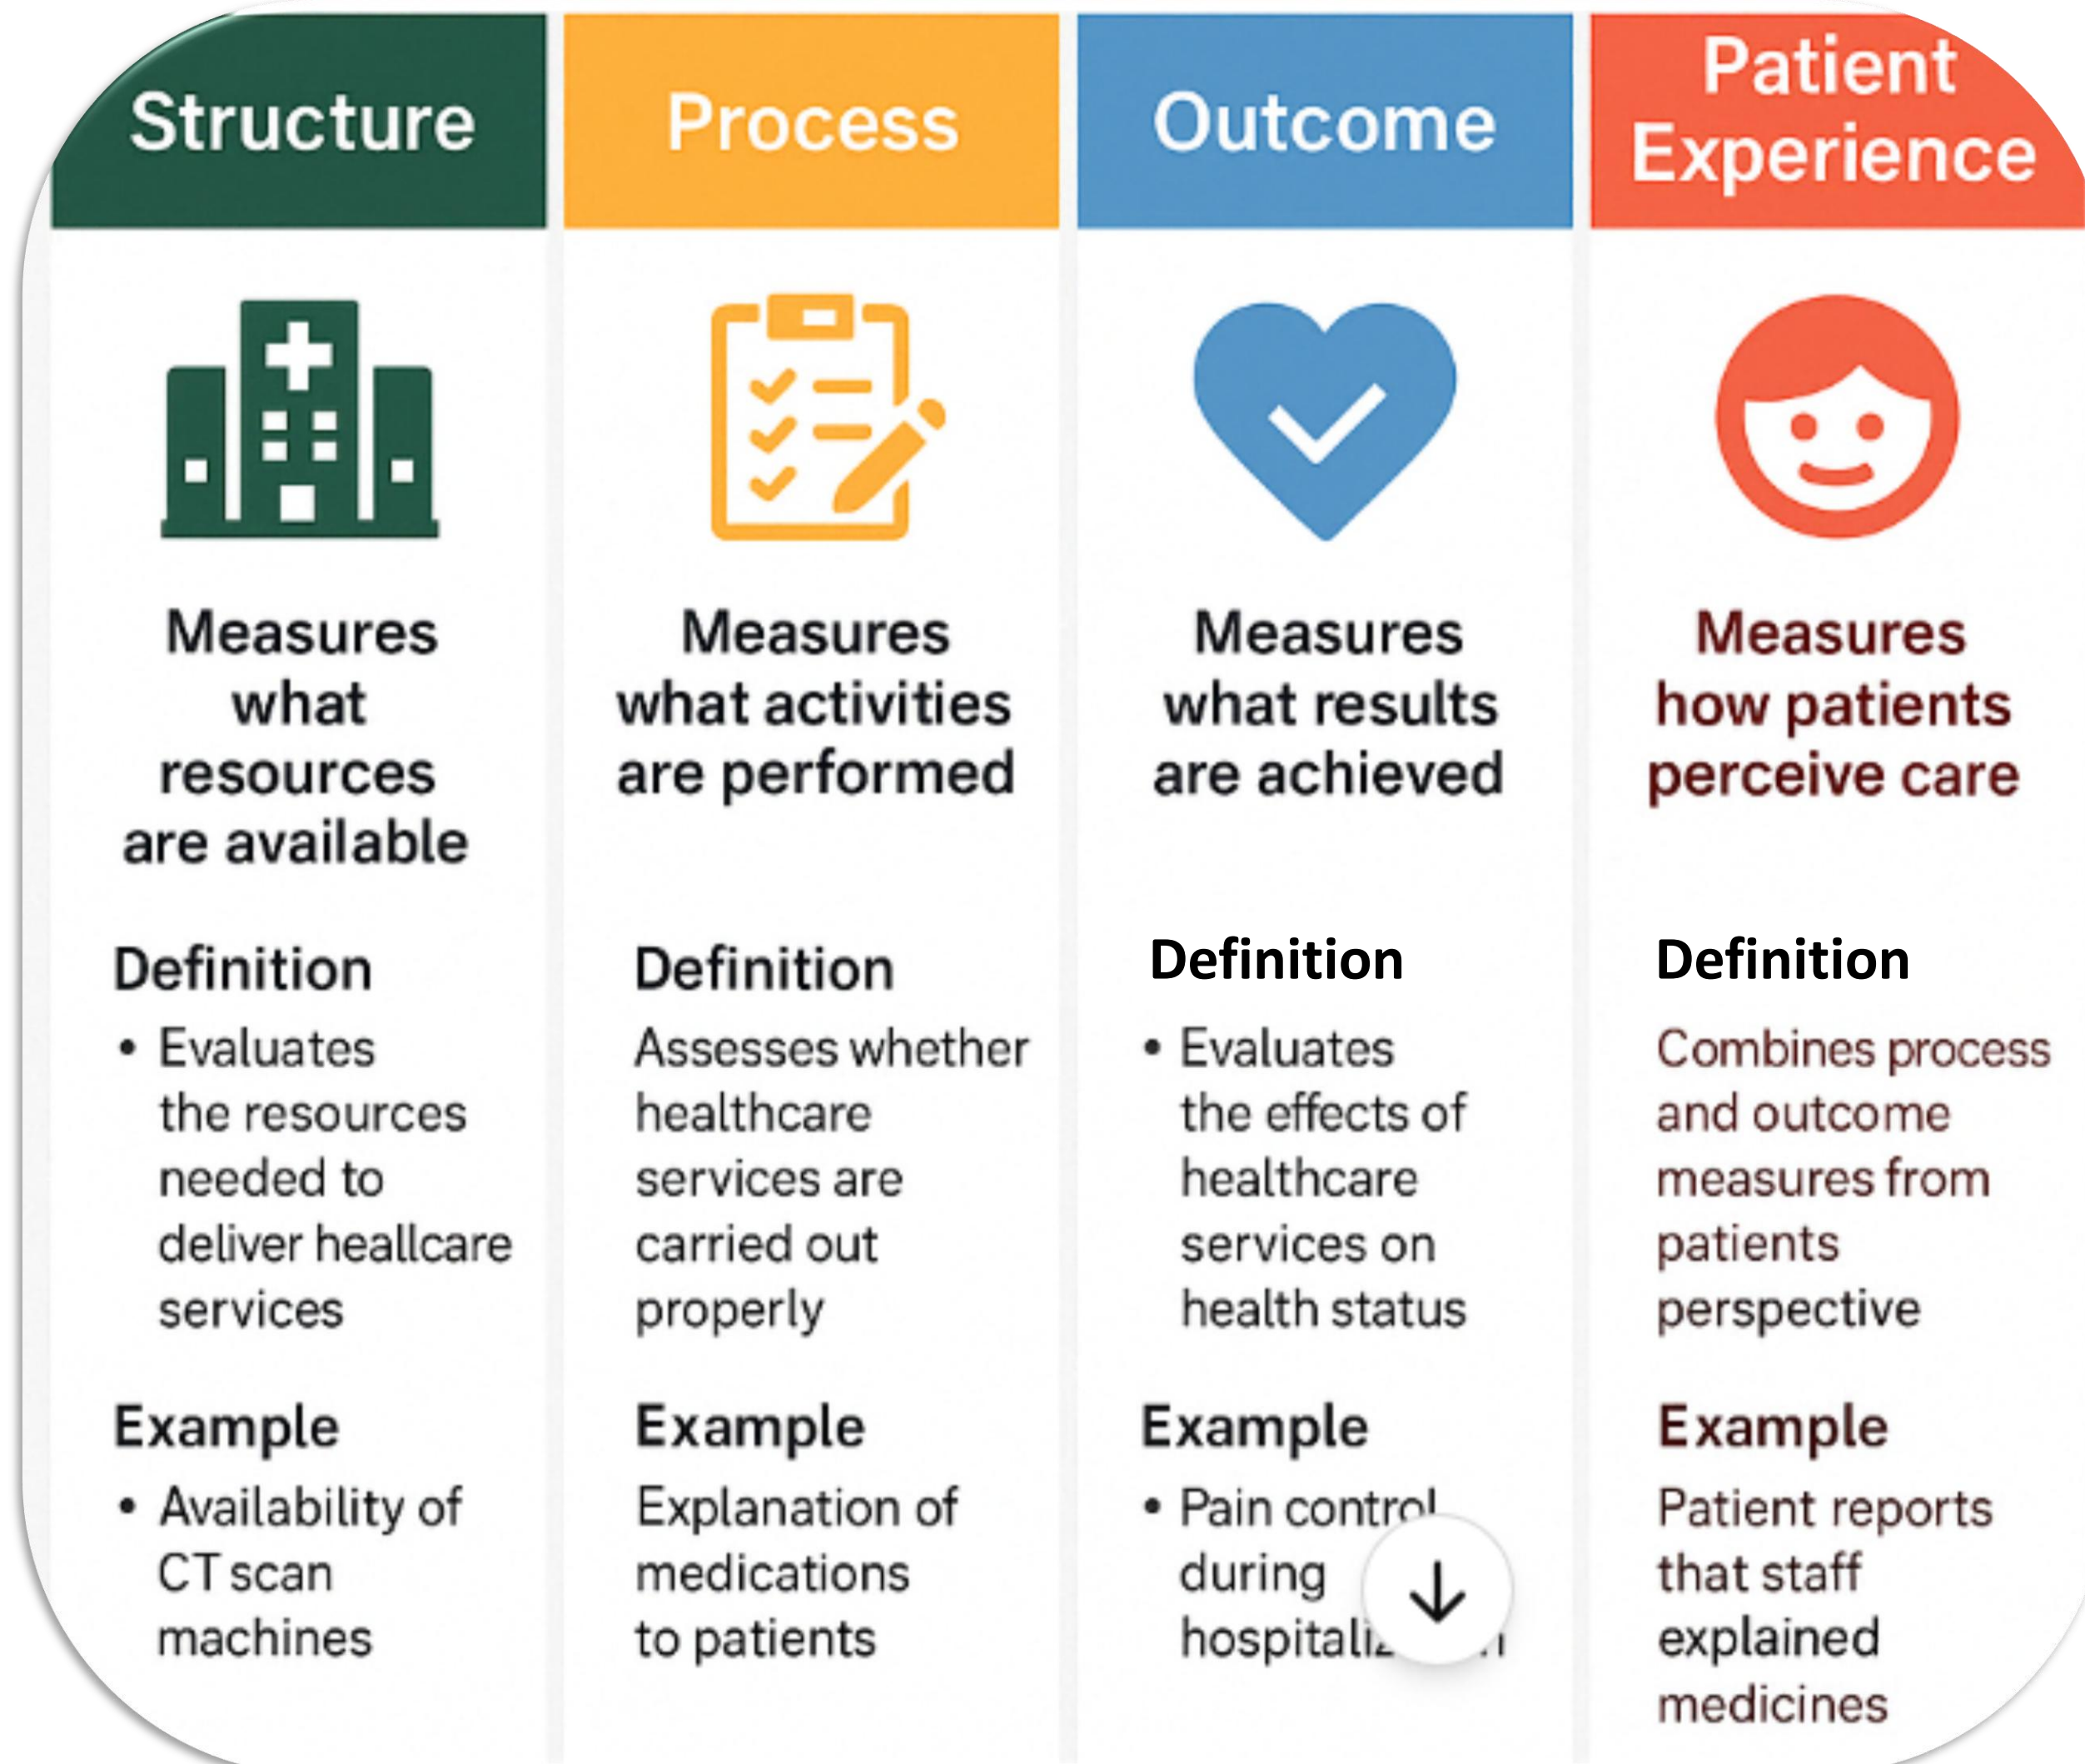 Structure
Measures
what
resources
are available
Definition
• Evaluates
the resources
needed to
deliver heallcare
services
Example
• Availability of
CT scan
machines
Process
Measures
what activities
are performed
Definition
Assesses whether
healthcare
services are
carried out
properly
Example
Explanation of
medications
to patients
Outcome
Measures
what results
are achieved
Definition
• Evaluates
the effects of
healthcare
services on
health status
Example
• Pain control
during
Patient
Experience
Measures
how patients
perceive care
Definition
Combines process
and outcome
measures from
patients
perspective
Example
Patient reports
that staff
explained
medicines